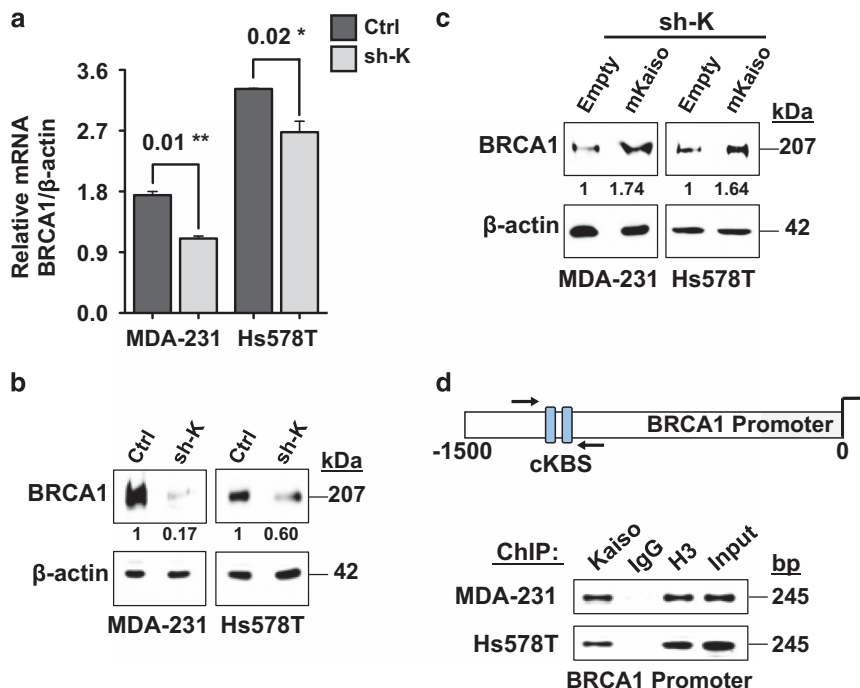 a
Ctrl
sh-K
0.02 *
0.01 **
3.6
2.7
1.8
0.9
0.0
Relative mRNA
BRCA1/β-actin
MDA-231 Hs578T
b
Ctrl sh-K Ctrl sh-K
kDa
BRCA1 207
1 0.17 1 0.60
β-actin 42
MDA-231 Hs578T
c
sh-K
Empty mKaiso Empty mKaiso
kDa
BRCA1 207
1 1.74 1 1.64
β-actin 42
MDA-231 Hs578T
d
BRCA1 Promoter
-1500 0
cKBS
ChIP: Kaiso IgG H3 Input bp
MDA-231 245
Hs578T 245
BRCA1 Promoter